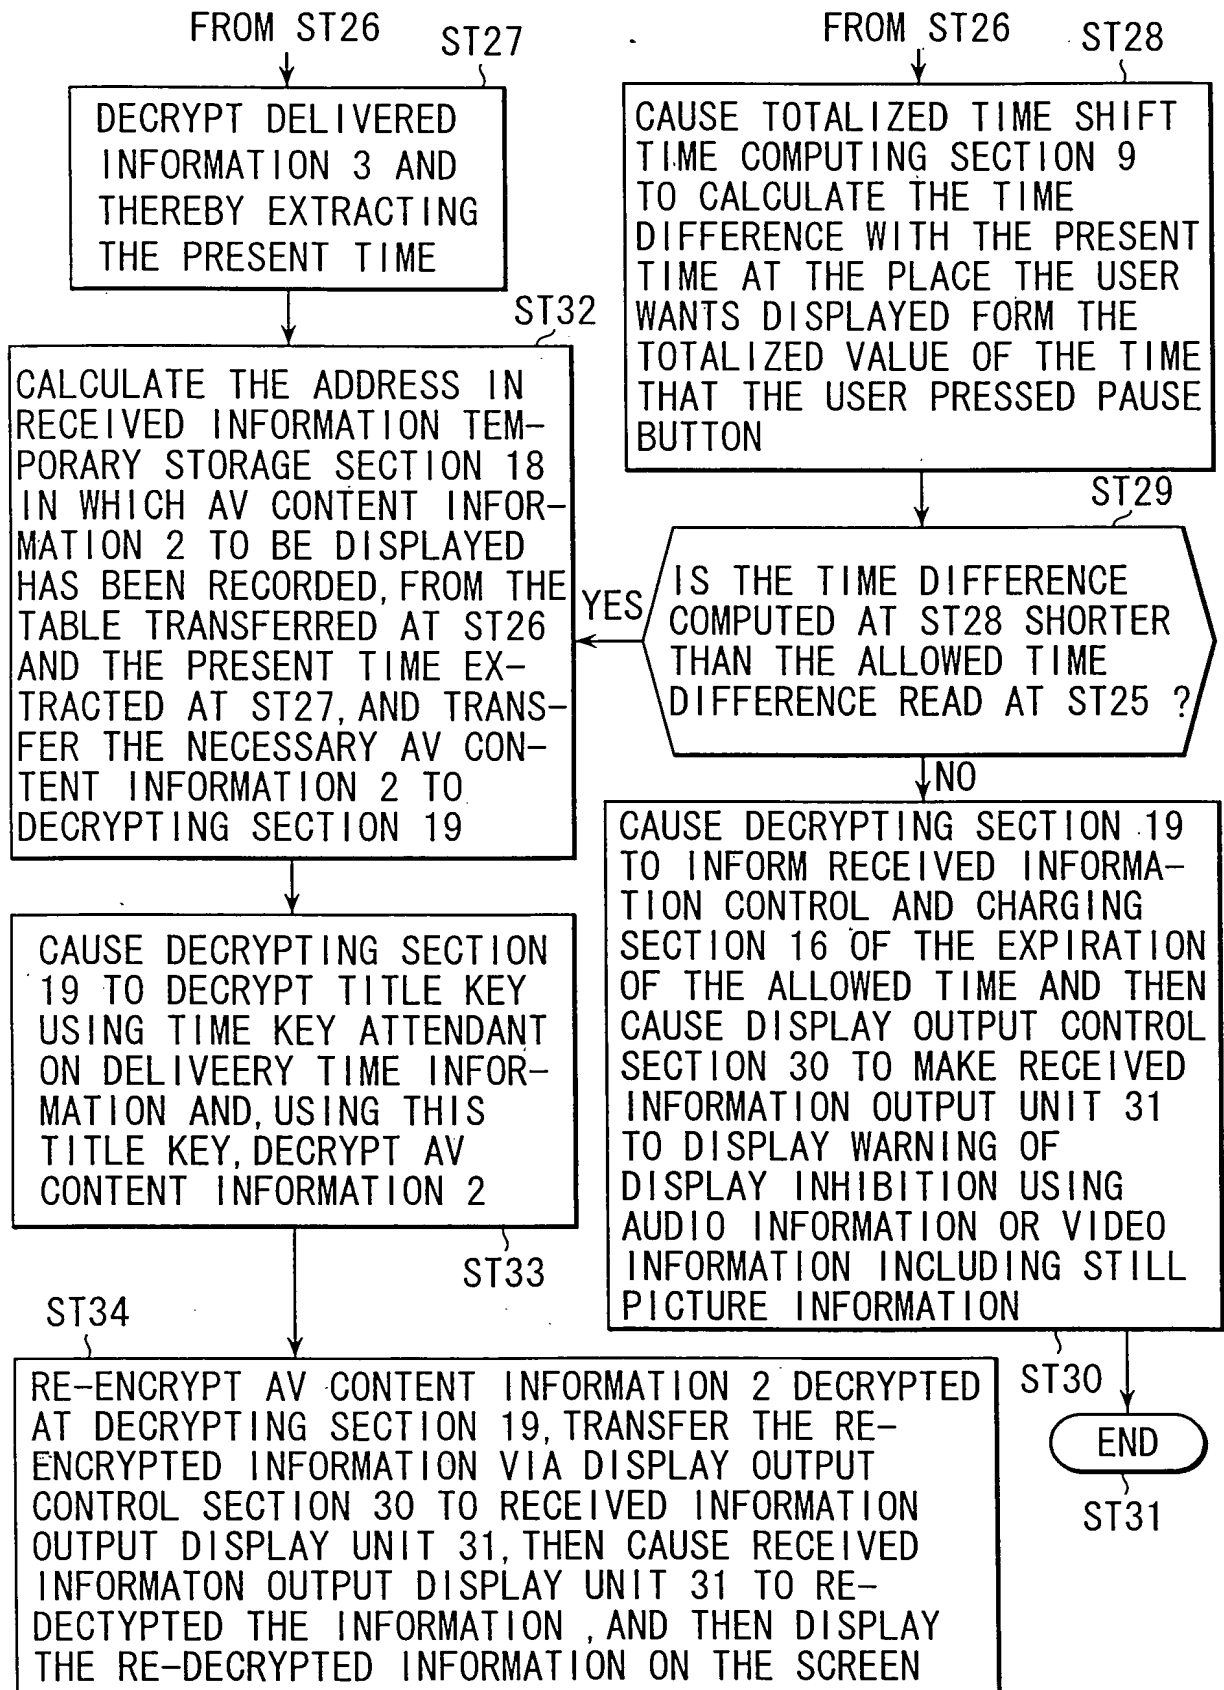 FROM ST26
ST27
DECRYPT DELIVERED
INFORMATION 3 AND
THEREBY EXTRACTING
THE PRESENT TIME
ST32
CALCULATE THE ADDRESS IN
RECEIVED INFORMATION TEM-
PORARY STORAGE SECTION 18
IN WHICH AV CONTENT INFOR-
MATION 2 TO BE DISPLAYED
HAS BEEN RECORDED, FROM THE
TABLE TRANSFERRED AT ST26
AND THE PRESENT TIME EX-
TRACTED AT ST27, AND TRANS-
FER THE NECESSARY AV CON-
TENT INFORMATION 2 TO
DECRYPTING SECTION 19
CAUSE DECRYPTING SECTION
19 TO DECRYPT TITLE KEY
USING TIME KEY ATTENDANT
ON DELIVEERY TIME INFOR-
MATION AND, USING THIS
TITLE KEY, DECRYPT AV
CONTENT INFORMATION 2
ST33
ST34
RE-ENCRYPT AV CONTENT INFORMATION 2 DECRYPTED
AT DECRYPTING SECTION 19, TRANSFER THE RE-
ENCRYPTED INFORMATION VIA DISPLAY OUTPUT
CONTROL SECTION 30 TO RECEIVED INFORMATION
OUTPUT DISPLAY UNIT 31, THEN CAUSE RECEIVED
INFORMATON OUTPUT DISPLAY UNIT 31 TO RE-
DECTYPTED THE INFORMATION , AND THEN DISPLAY
THE RE-DECRYPTED INFORMATION ON THE SCREEN
FROM ST26
ST28
CAUSE TOTALIZED TIME SHIFT
TIME COMPUTING SECTION 9
TO CALCULATE THE TIME
DIFFERENCE WITH THE PRESENT
TIME AT THE PLACE THE USER
WANTS DISPLAYED FORM THE
TOTALIZED VALUE OF THE TIME
THAT THE USER PRESSED PAUSE
BUTTON
ST29
IS THE TIME DIFFERENCE
COMPUTED AT ST28 SHORTER
THAN THE ALLOWED TIME
DIFFERENCE READ AT ST25 ?
YES
NO
CAUSE DECRYPTING SECTION 19
TO INFORM RECEIVED INFORMA-
TION CONTROL AND CHARGING
SECTION 16 OF THE EXPIRATION
OF THE ALLOWED TIME AND THEN
CAUSE DISPLAY OUTPUT CONTROL
SECTION 30 TO MAKE RECEIVED
INFORMATION OUTPUT UNIT 31
TO DISPLAY WARNING OF
DISPLAY INHIBITION USING
AUDIO INFORMATION OR VIDEO
INFORMATION INCLUDING STILL
PICTURE INFORMATION
ST30
END
ST31